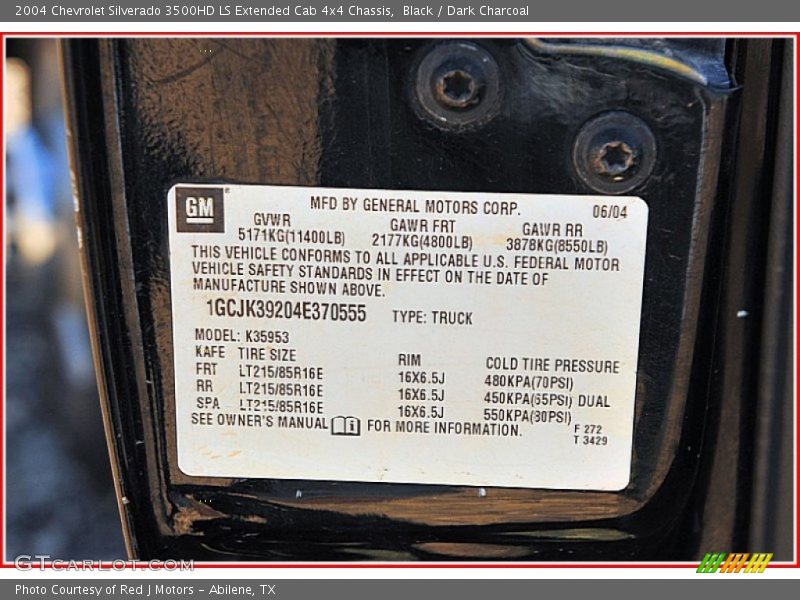 2004 Chevrolet Silverado 3500HD LS Extended Cab 4x4 Chassis, Black / Dark Charcoal
GM
MFD BY GENERAL MOTORS CORP. 06/04
GVWR GAWR FRT GAWR RR
5171KG(11400LB) 2177KG(4800LB) 3878KG(8550LB)
THIS VEHICLE CONFORMS TO ALL APPLICABLE U.S. FEDERAL MOTOR
VEHICLE SAFETY STANDARDS IN EFFECT ON THE DATE OF
MANUFACTURE SHOWN ABOVE.
1GCJK39204E370555 TYPE: TRUCK
MODEL: K35953
KAFE TIRE SIZE RIM COLD TIRE PRESSURE
FRT LT215/85R16E 16X6.5J 480KPA(70PSI)
RR LT215/85R16E 16X6.5J 450KPA(65PSI) DUAL
SPA LT215/85R16E 16X6.5J 550KPA(80PSI)
SEE OWNER'S MANUAL FOR MORE INFORMATION.
F 272
T 3429
GTCarLot.com
Photo Courtesy of Red J Motors – Abilene, TX